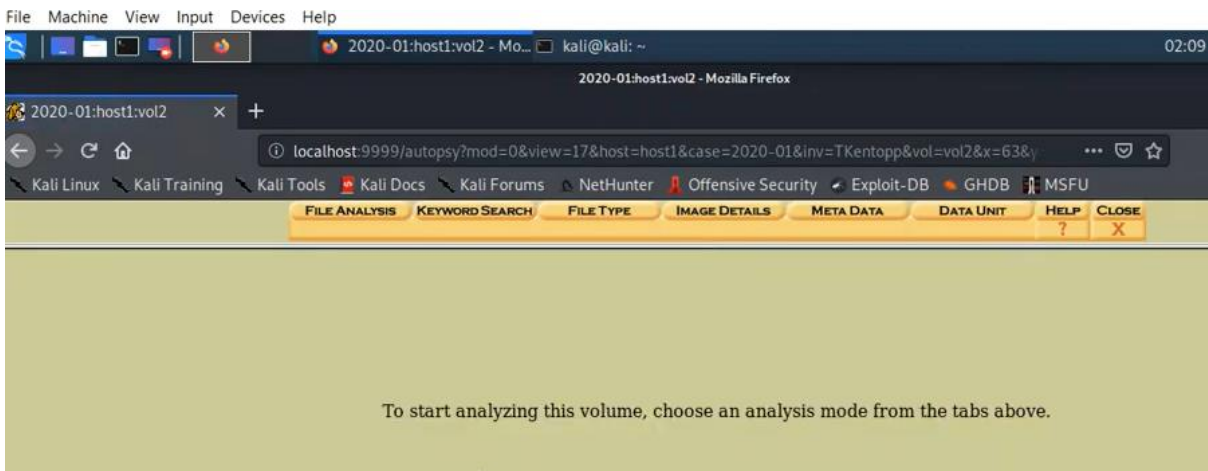 File Machine View Input Devices Help
2020-01:host1:vol2 - Mo... kali@kali: ~ 02:09
2020-01:host1:vol2 - Mozilla Firefox
2020-01:host1:vol2 × +
localhost:9999/autopsy?mod=0&view=17&host=host1&case=2020-01&inv=TKentopp&vol=vol2&x=63&y ...
Kali Linux Kali Training Kali Tools Kali Docs Kali Forums NetHunter Offensive Security Exploit-DB GHDB MSFU
FILE ANALYSIS KEYWORD SEARCH FILE TYPE IMAGE DETAILS META DATA DATA UNIT HELP CLOSE
? X
To start analyzing this volume, choose an analysis mode from the tabs above.